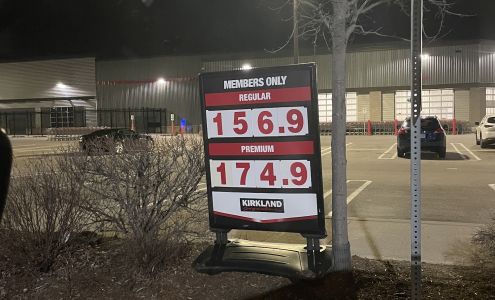 MEMBERS ONLY
REGULAR
156.9
PREMIUM
174.9
KIRKLAND